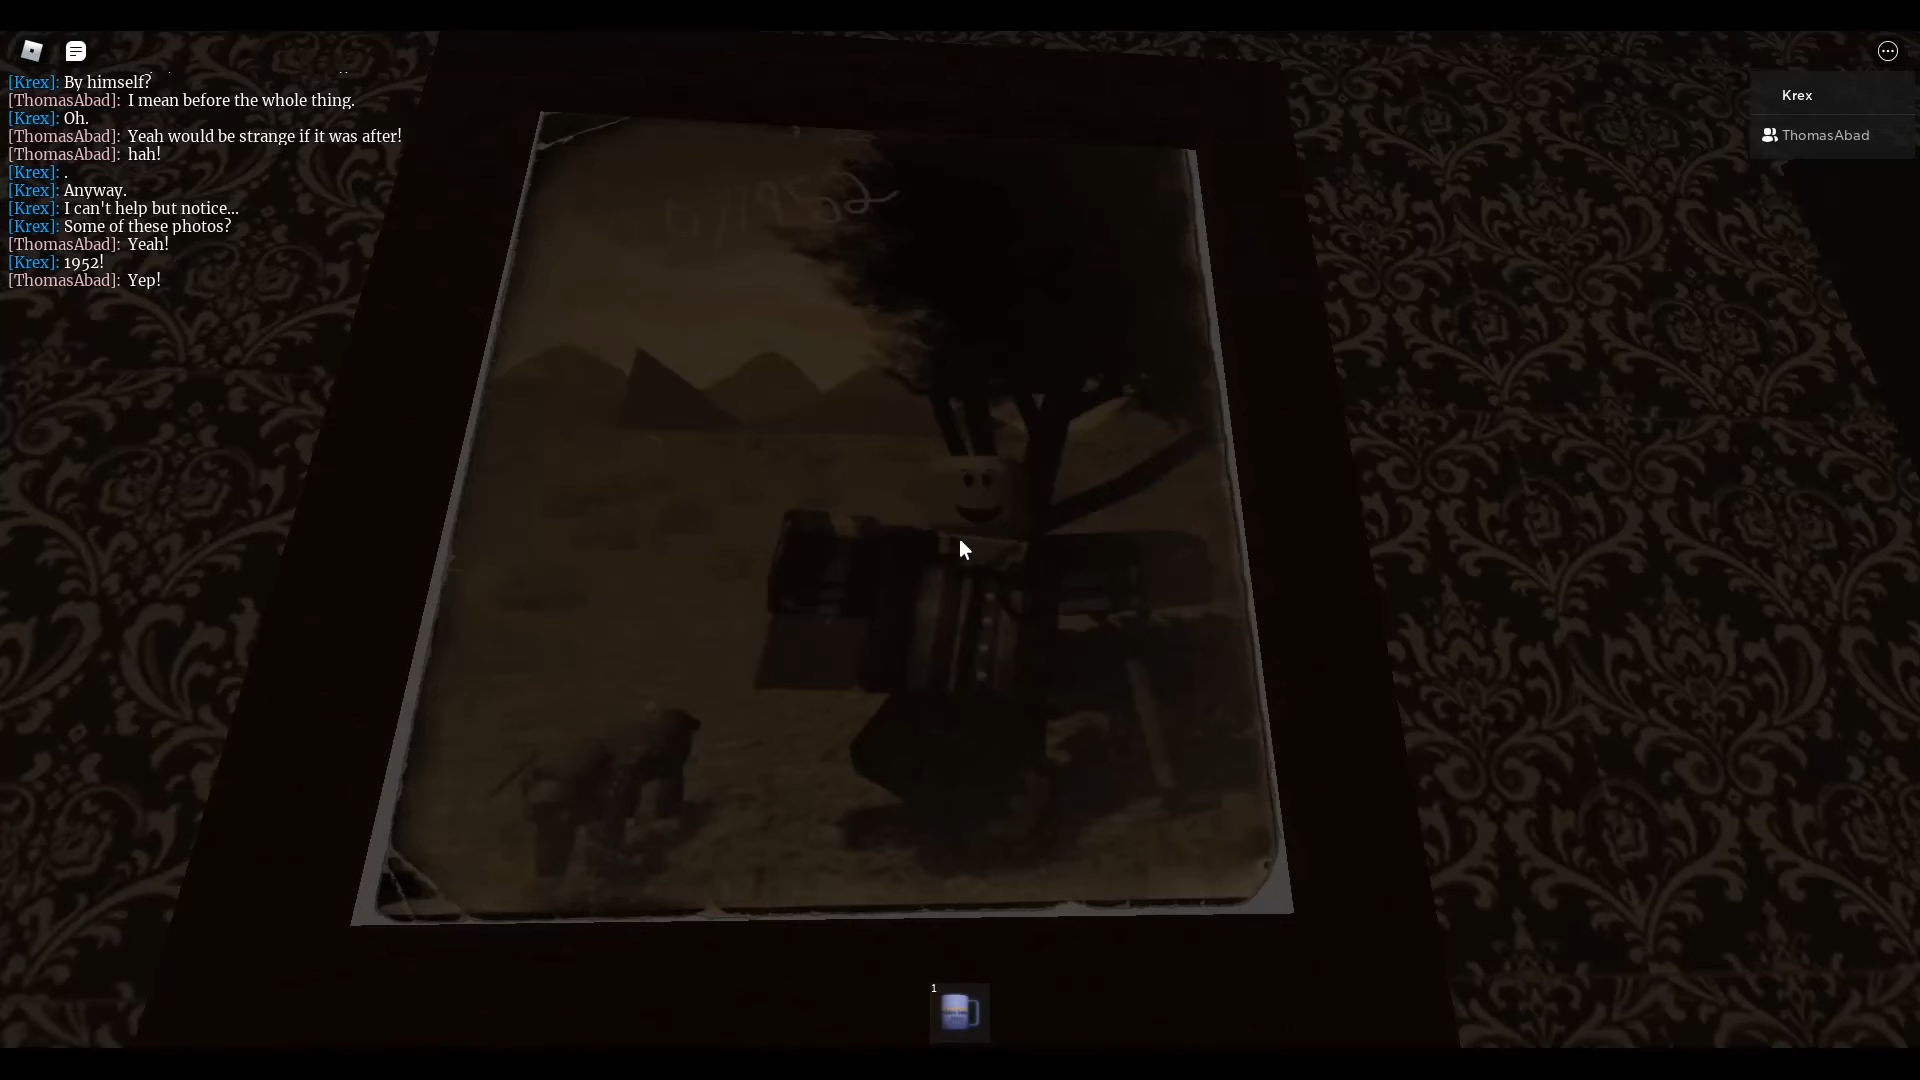 [Krex]: By himself?
[ThomasAbad]: I mean before the whole thing.
[Krex]: Oh.
[ThomasAbad]: Yeah would be strange if it was after!
[ThomasAbad]: hah!
[Krex]: .
[Krex]: Anyway.
[Krex]: I can't help but notice...
[Krex]: Some of these photos?
[ThomasAbad]: Yeah!
[Krex]: 1952!
[ThomasAbad]: Yep!
Krex
ThomasAbad
1